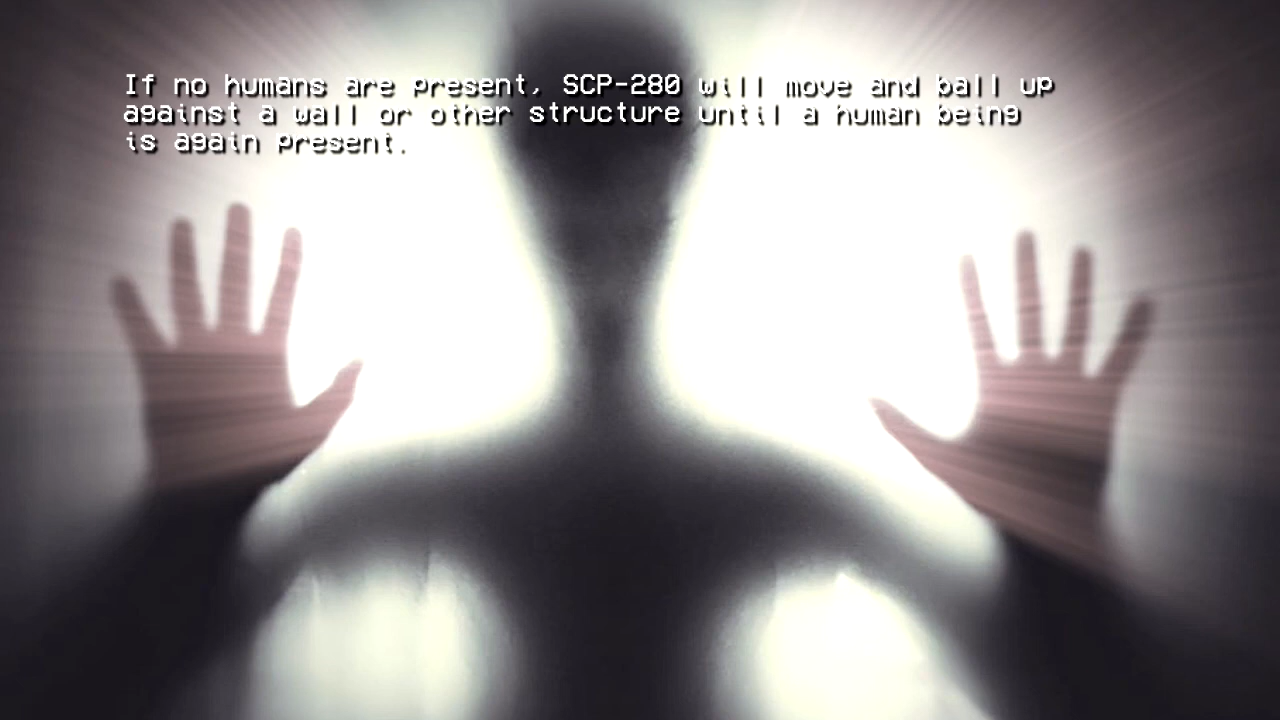 If no humans are present, SCP-280 will move and ball up
against a wall or other structure until a human being
is again present.